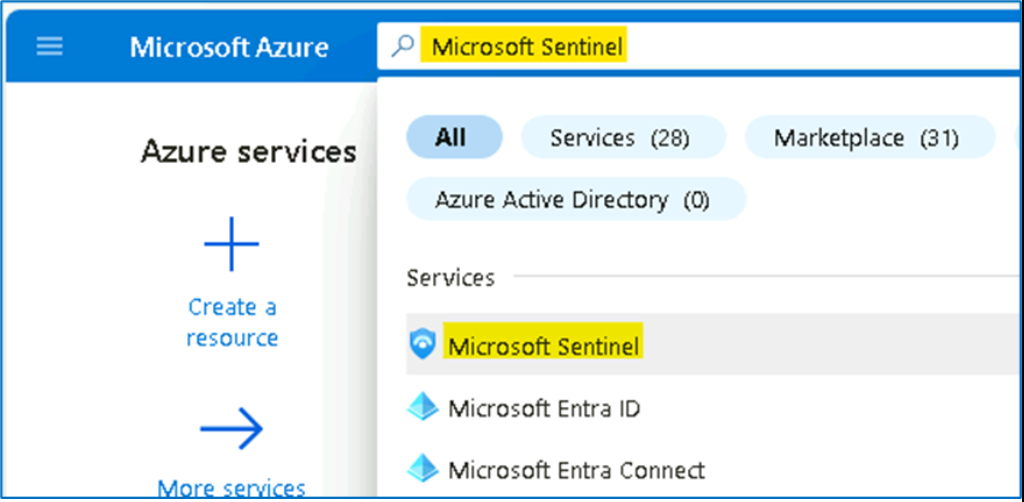 Microsoft Azure
Microsoft Sentinel
Azure services
Create a
resource
More services
All
Services (28)
Marketplace (31)
Azure Active Directory (0)
Services
Microsoft Sentinel
Microsoft Entra ID
Microsoft Entra Connect